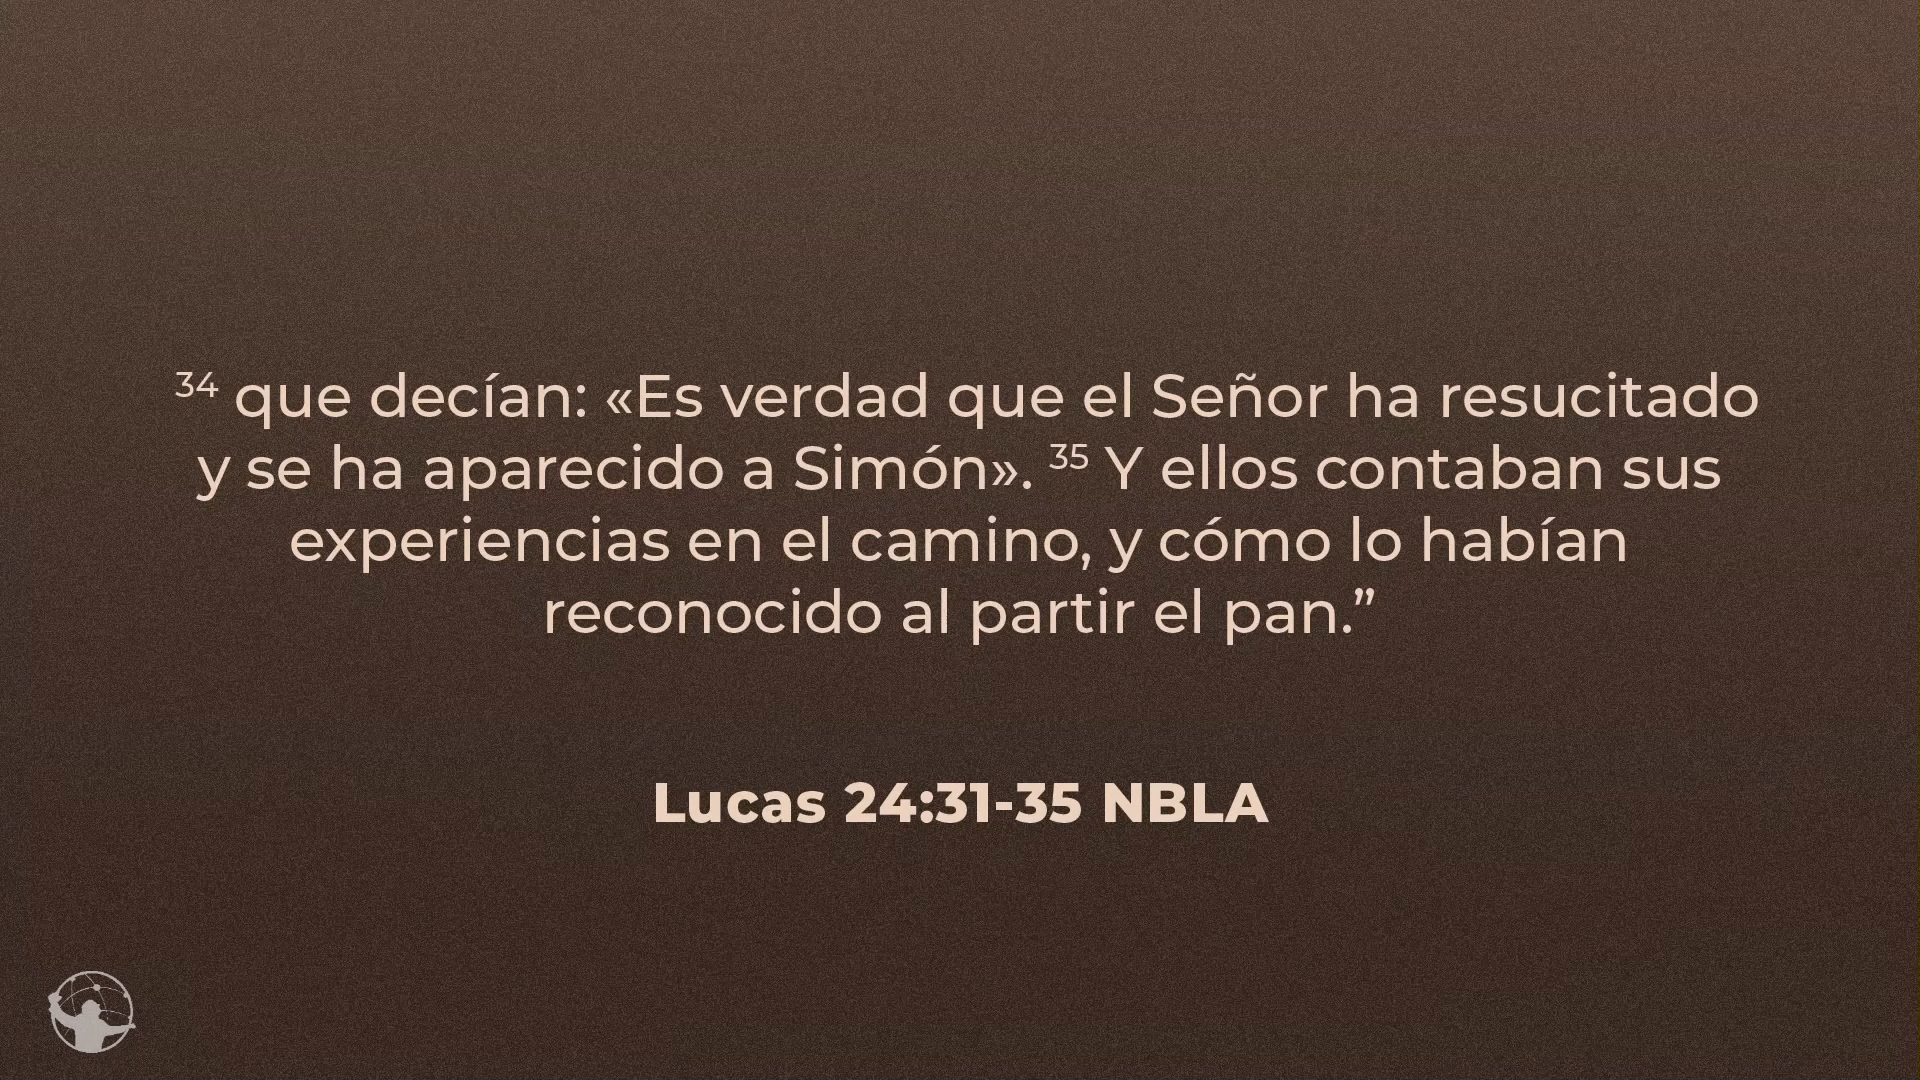 34 que decían: «Es verdad que el Señor ha resucitado
y se ha aparecido a Simón». 35 Y ellos contaban sus
experiencias en el camino, y cómo lo habían
reconocido al partir el pan.”
Lucas 24:31-35 NBLA